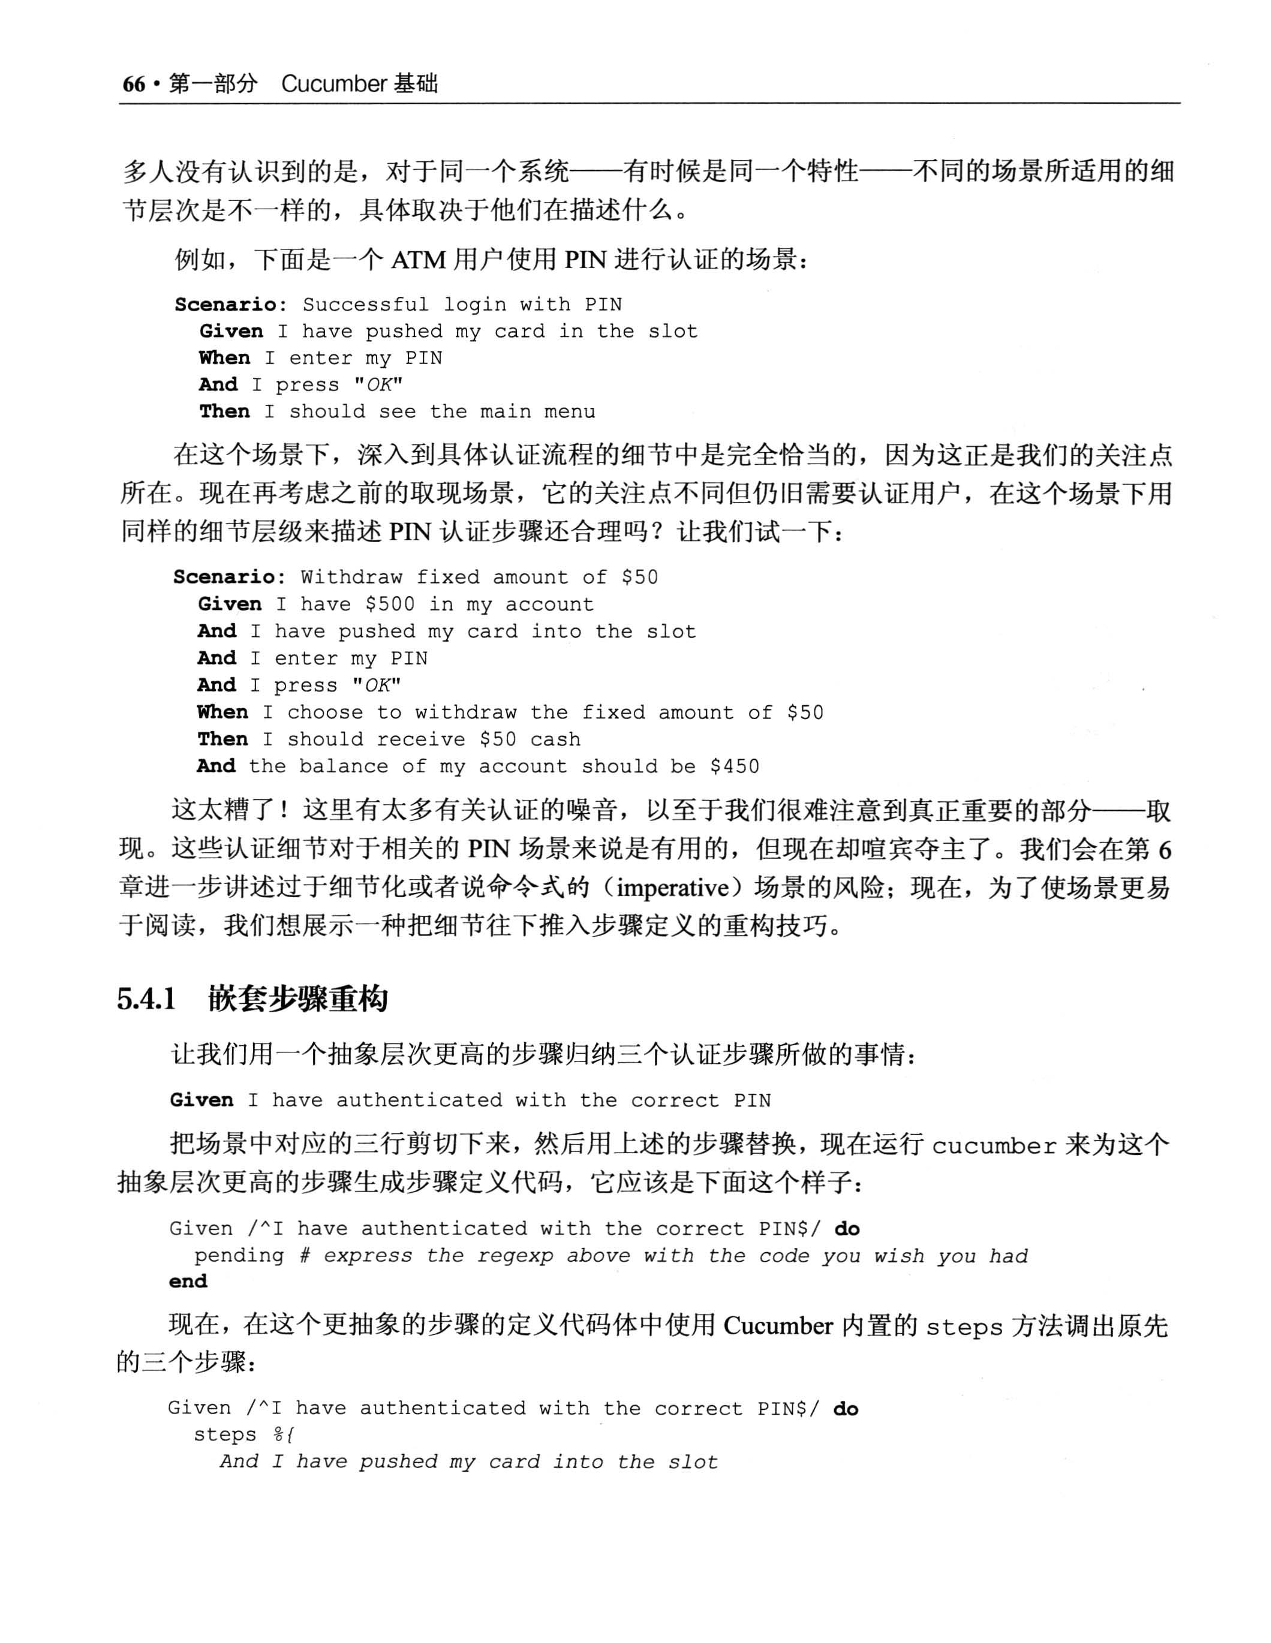 66 • 第一部分 Cucumber 基础
多人没有认识到的是，对于同一个系统——有时候是同一个特性——不同的场景所适用的细
节层次是不一样的，具体取决于他们在描述什么。
例如，下面是一个 ATM 用户使用 PIN 进行认证的场景：
Scenario: Successful login with PIN
Given I have pushed my card in the slot
When I enter my PIN
And I press "OK"
Then I should see the main menu
在这个场景下，深入到具体认证流程的细节中是完全恰当的，因为这正是我们的关注点
所在。现在再考虑之前的取现场景，它的关注点不同但仍旧需要认证用户，在这个场景下用
同样的细节层级来描述 PIN 认证步骤还合理吗？让我们试一下：
Scenario: Withdraw fixed amount of $50
Given I have $500 in my account
And I have pushed my card into the slot
And I enter my PIN
And I press "OK"
When I choose to withdraw the fixed amount of $50
Then I should receive $50 cash
And the balance of my account should be $450
这太糟了！这里有太多有关认证的噪音，以至于我们很难注意到真正重要的部分——取
现。这些认证细节对于相关的 PIN 场景来说是有用的，但现在却喧宾夺主了。我们会在第 6
章进一步讲述过于细节化或者说命令式的（imperative）场景的风险；现在，为了使场景更易
于阅读，我们想展示一种把细节往下推入步骤定义的重构技巧。
5.4.1 嵌套步骤重构
让我们用一个抽象层次更高的步骤归纳三个认证步骤所做的事情：
Given I have authenticated with the correct PIN
把场景中对应的三行剪切下来，然后用上述的步骤替换，现在运行 cucumber 来为这个
抽象层次更高的步骤生成步骤定义代码，它应该是下面这个样子：
Given /^I have authenticated with the correct PIN$/ do
pending # express the regexp above with the code you wish you had
end
现在，在这个更抽象的步骤的定义代码体中使用 Cucumber 内置的 steps 方法调出原先
的三个步骤：
Given /^I have authenticated with the correct PIN$/ do
steps %{
And I have pushed my card into the slot